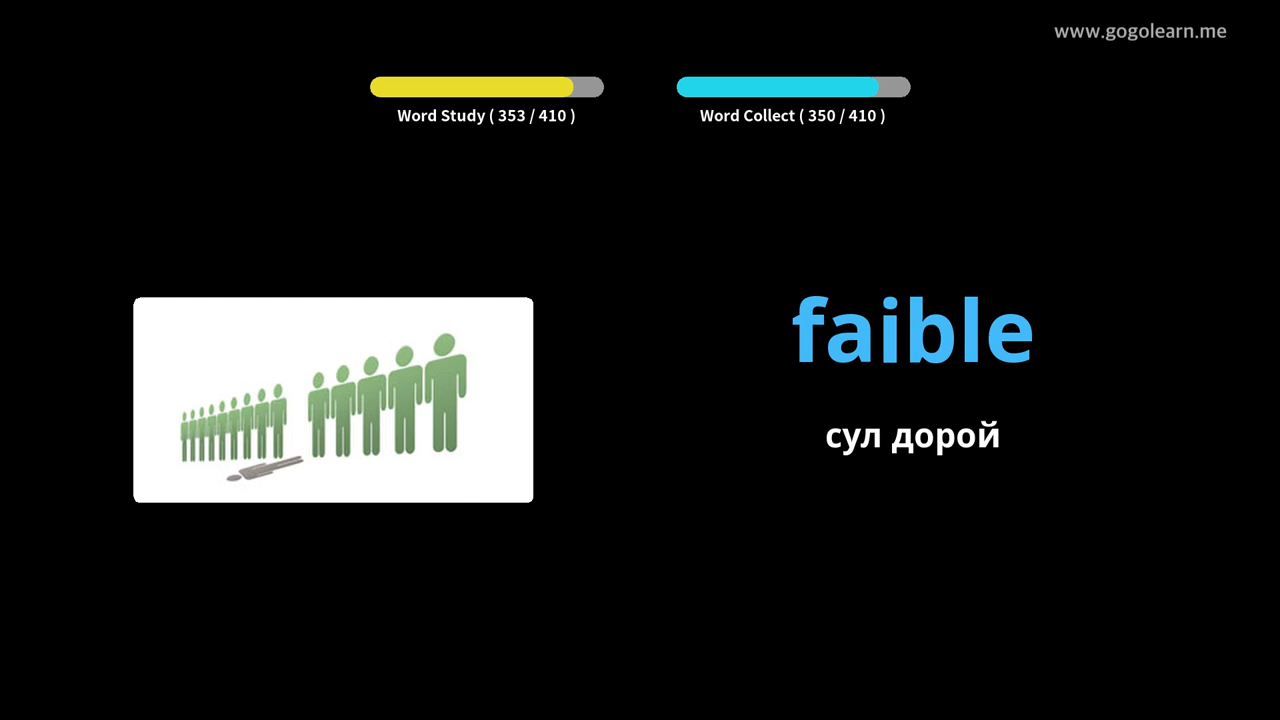 www.gogolearn.me
Word Study ( 353 / 410 )
Word Collect ( 350 / 410 )
faible
сул дорой